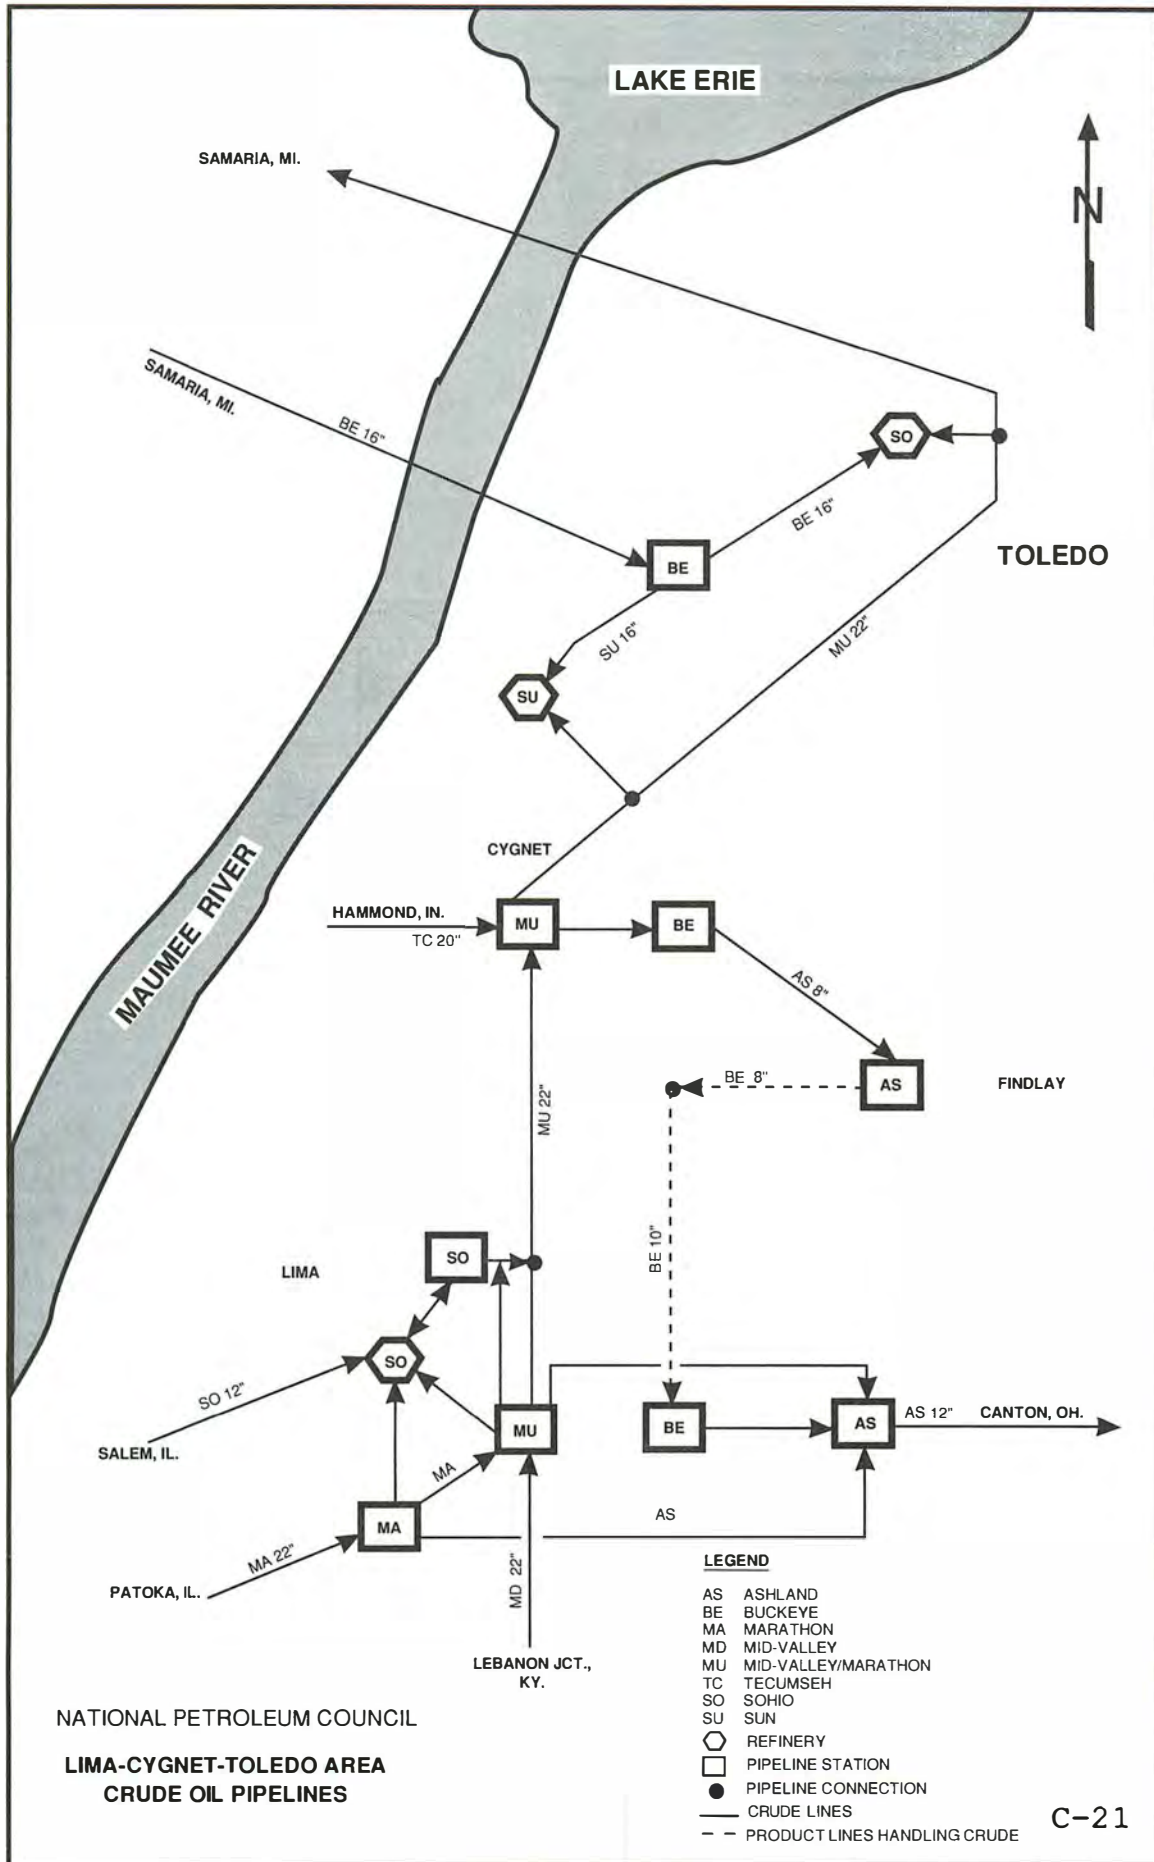 LAKE ERIE
SAMARIA, MI.
N
SAMARIA, MI.
BE 16"
SO
BE 16"
BE
TOLEDO
SU 16"
MU 22"
SU
CYGNET
MAUMEE RIVER
HAMMOND, IN.
TC 20"
MU
BE
AS 8"
BE 8"
AS
FINDLAY
MU 22"
BE 10"
SO
LIMA
SO
SO 12"
SALEM, IL.
MU
BE
AS
AS 12"
CANTON, OH.
MA
MA
AS
MA 22"
PATOKA, IL.
MD 22"
LEBANON JCT.,
KY.
LEGEND
AS ASHLAND
BE BUCKEYE
MA MARATHON
MD MID-VALLEY
MU MID-VALLEY/MARATHON
TC TECUMSEH
SO SOHIO
SU SUN
REFINERY
PIPELINE STATION
PIPELINE CONNECTION
CRUDE LINES
PRODUCT LINES HANDLING CRUDE
NATIONAL PETROLEUM COUNCIL
LIMA-CYGNET-TOLEDO AREA
CRUDE OIL PIPELINES
C-21